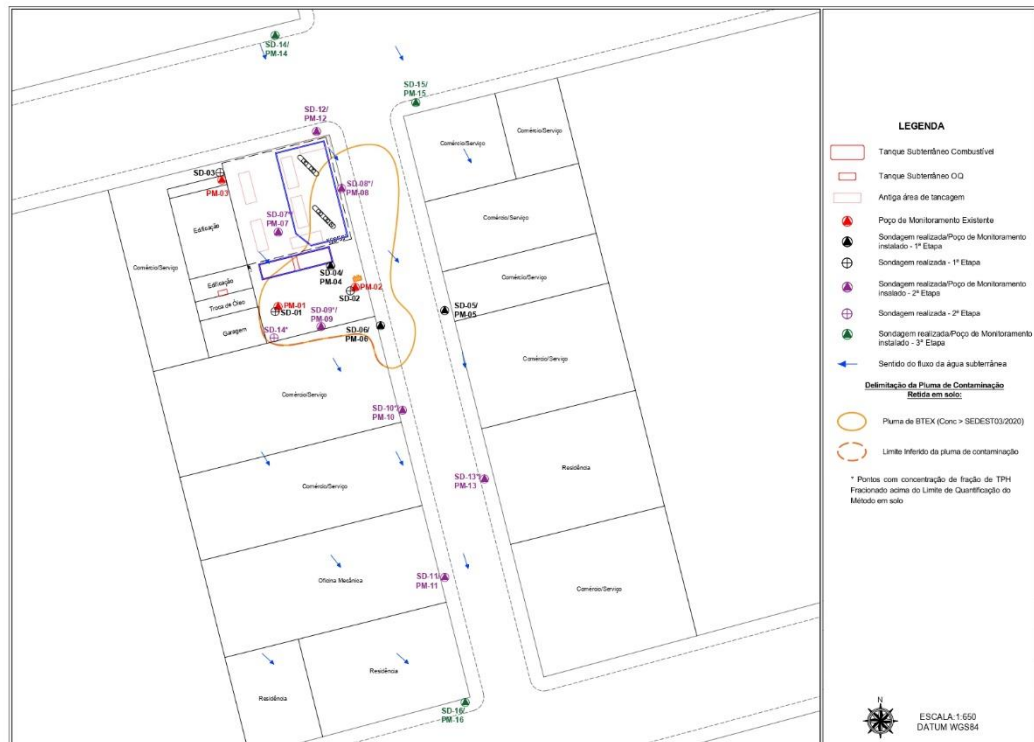 SD-14/
PM-14
SD-15/
PM-15
SD-12/
PM-12
Comércio/Serviço
Comércio/Serviço
SD-03
PM-03
SD-08*/
PM-08
Edificação
SD-07*/
PM-07
Comércio/Serviço
Comércio/Serviço
Comércio/Serviço
SD-04/
PM-04
Edificação
SD-02
PM-02
Troca de Óleo
PM-01
SD-01
SD-05/
PM-05
Garagem
SD-14*
SD-09*/
PM-09
SD-06/
PM-06
Comércio/Serviço
Comércio/Serviço
SD-10*/
PM-10
SD-13*/
PM-13
Residência
Comércio/Serviço
Oficina Mecânica
SD-11/
PM-11
Comércio/Serviço
Residência
Residência
SD-16/
PM-16
LEGENDA
Tanque Subterrâneo Combustível
Tanque Subterrâneo OQ
Antiga área de tancagem
Poço de Monitoramento Existente
Sondagem realizada/Poço de Monitoramento
instalado - 1ª Etapa
Sondagem realizada - 1ª Etapa
Sondagem realizada/Poço de Monitoramento
instalado - 2ª Etapa
Sondagem realizada - 2ª Etapa
Sondagem realizada/Poço de Monitoramento
instalado - 3ª Etapa
Sentido do fluxo da água subterrânea
Delimitação da Pluma de Contaminação
Retida em solo:
Pluma de BTEX (Conc > SEDEST03/2020)
Limite Inferido da pluma de contaminação
* Pontos com concentração de fração de TPH
Fracionado acima do Limite de Quantificação do
Método em solo
N
ESCALA:1:650
DATUM WGS84